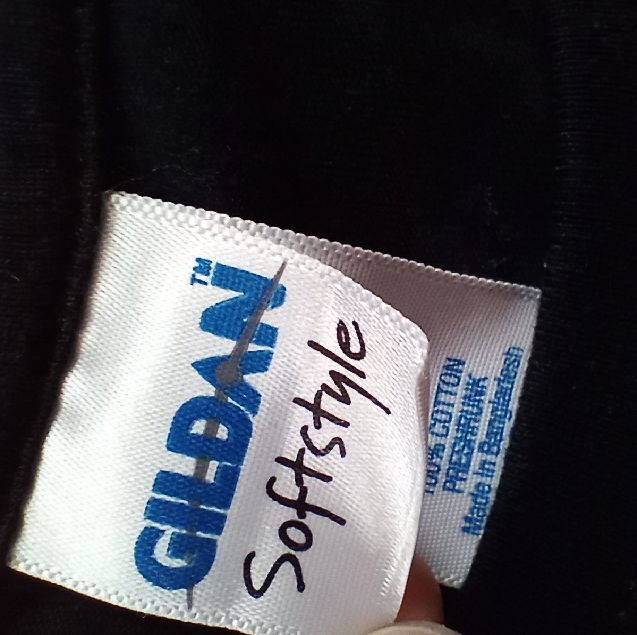 GILDAN™
Softstyle
100% COTTON
PRESHRUNK
Made in Bangladesh